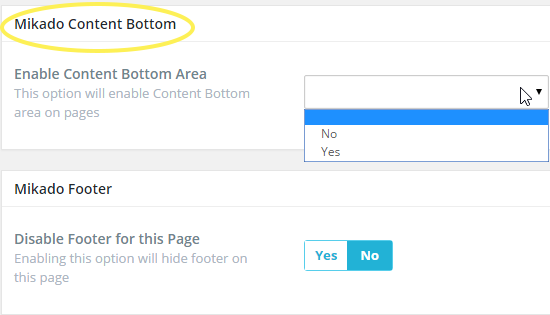 Mikado Content Bottom
Enable Content Bottom Area
This option will enable Content Bottom
area on pages
No
Yes
Mikado Footer
Disable Footer for this Page
Enabling this option will hide footer on
this page
Yes No